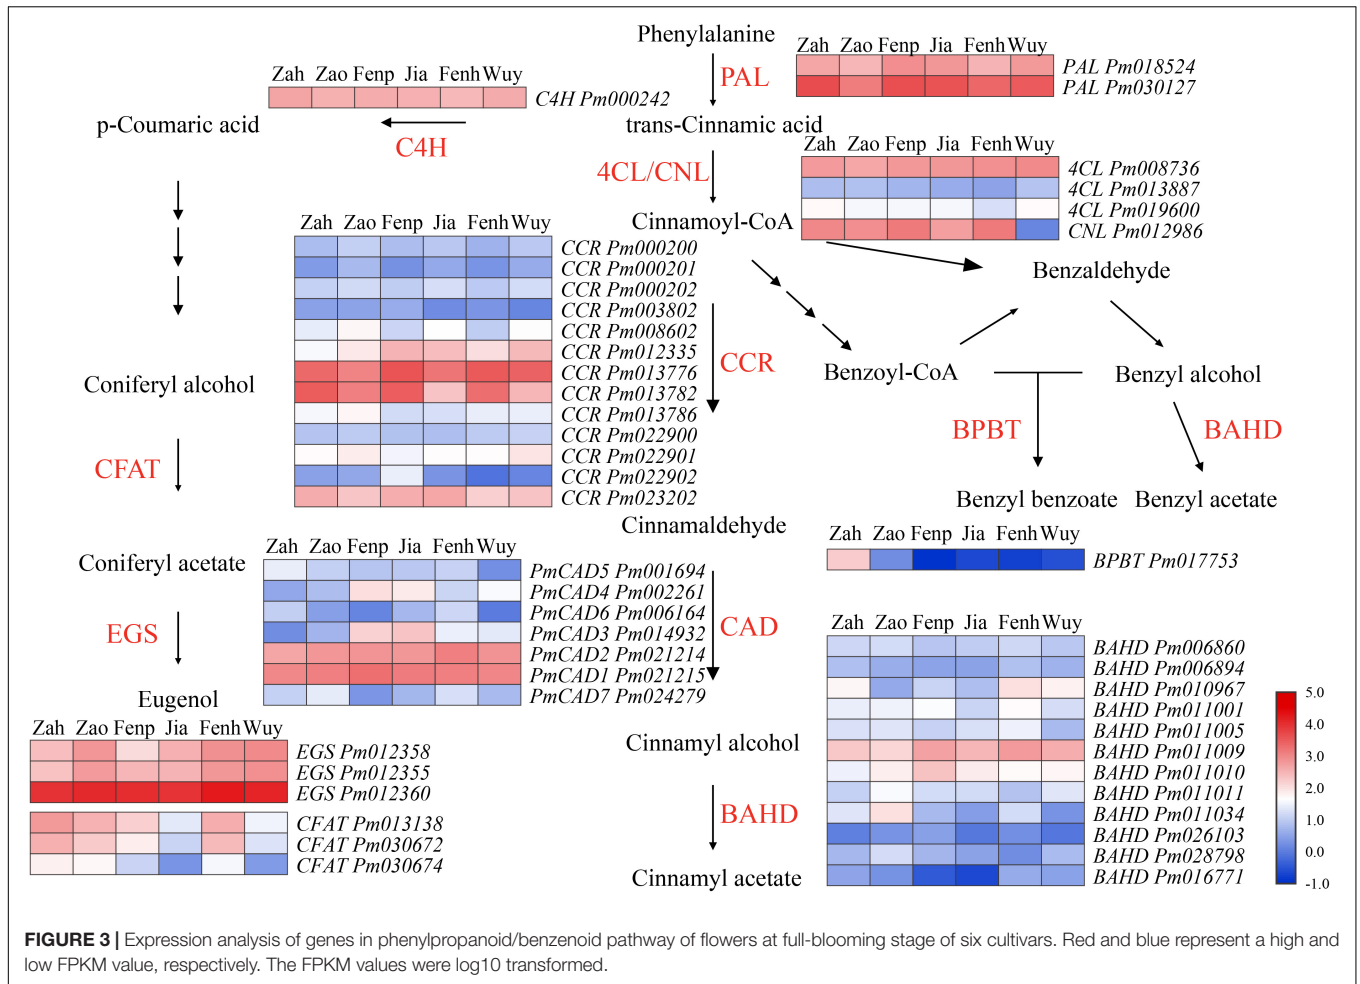 Phenylalanine
Zah Zao Fenp Jia Fenh Wuy
PAL
PAL Pm018524
PAL Pm030127
Zah Zao Fenp Jia Fenh Wuy
C4H Pm000242
p-Coumaric acid
C4H
trans-Cinnamic acid
4CL/CNL
Zah Zao Fenp Jia Fenh Wuy
4CL Pm008736
4CL Pm013887
4CL Pm019600
CNL Pm012986
Cinnamoyl-CoA
Benzaldehyde
Zah Zao Fenp Jia Fenh Wuy
CCR Pm000200
CCR Pm000201
CCR Pm000202
CCR Pm003802
CCR Pm008602
CCR Pm012335
CCR Pm013776
CCR Pm013782
CCR Pm013786
CCR Pm022900
CCR Pm022901
CCR Pm022902
CCR Pm023202
CCR
Benzoyl-CoA
Benzyl alcohol
BPBT
BAHD
Benzyl benzoate
Benzyl acetate
Coniferyl alcohol
CFAT
Coniferyl acetate
EGS
Eugenol
Cinnamaldehyde
Zah Zao Fenp Jia Fenh Wuy
PmCAD5 Pm001694
PmCAD4 Pm002261
PmCAD6 Pm006164
PmCAD3 Pm014932
PmCAD2 Pm021214
PmCAD1 Pm021215
PmCAD7 Pm024279
CAD
Zah Zao Fenp Jia Fenh Wuy
BPBT Pm017753
Zah Zao Fenp Jia Fenh Wuy
BAHD Pm006860
BAHD Pm006894
BAHD Pm010967
BAHD Pm011001
BAHD Pm011005
BAHD Pm011009
BAHD Pm011010
BAHD Pm011011
BAHD Pm011034
BAHD Pm026103
BAHD Pm028798
BAHD Pm016771
Zah Zao Fenp Jia Fenh Wuy
EGS Pm012358
EGS Pm012355
EGS Pm012360
CFAT Pm013138
CFAT Pm030672
CFAT Pm030674
Cinnamyl alcohol
BAHD
Cinnamyl acetate
5.0
4.0
3.0
2.0
1.0
0.0
-1.0
FIGURE 3 | Expression analysis of genes in phenylpropanoid/benzenoid pathway of flowers at full-blooming stage of six cultivars. Red and blue represent a high and
low FPKM value, respectively. The FPKM values were log10 transformed.